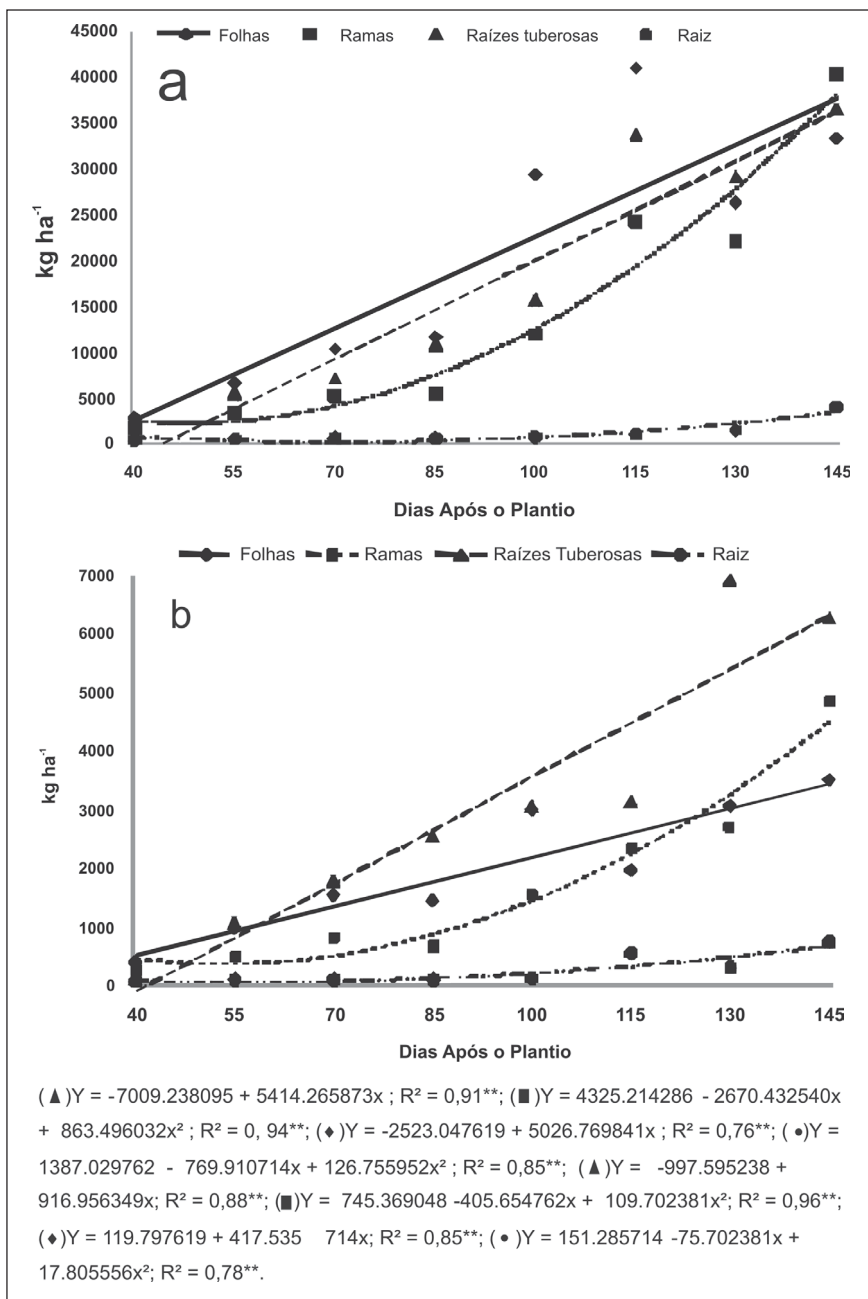 Folhas Ramas Raízes tuberosas Raiz
a
kg ha⁻¹
45000
40000
35000
30000
25000
20000
15000
10000
5000
0
40 55 70 85 100 115 130 145
Dias Após o Plantio
Folhas Ramas Raízes Tuberosas Raiz
b
kg ha⁻¹
7000
6000
5000
4000
3000
2000
1000
0
40 55 70 85 100 115 130 145
Dias Após o Plantio
(▲)Y = -7009.238095 + 5414.265873x ; R² = 0,91**; (■)Y = 4325.214286 - 2670.432540x
+ 863.496032x² ; R² = 0, 94**; (♦)Y = -2523.047619 + 5026.769841x ; R² = 0,76**; (•)Y =
1387.029762 - 769.910714x + 126.755952x² ; R² = 0,85**; (▲)Y = -997.595238 +
916.956349x; R² = 0,88**; (■)Y = 745.369048 -405.654762x + 109.702381x²; R² = 0,96**;
(♦)Y = 119.797619 + 417.535 714x; R² = 0,85**; (•)Y = 151.285714 -75.702381x +
17.805556x²; R² = 0,78**.